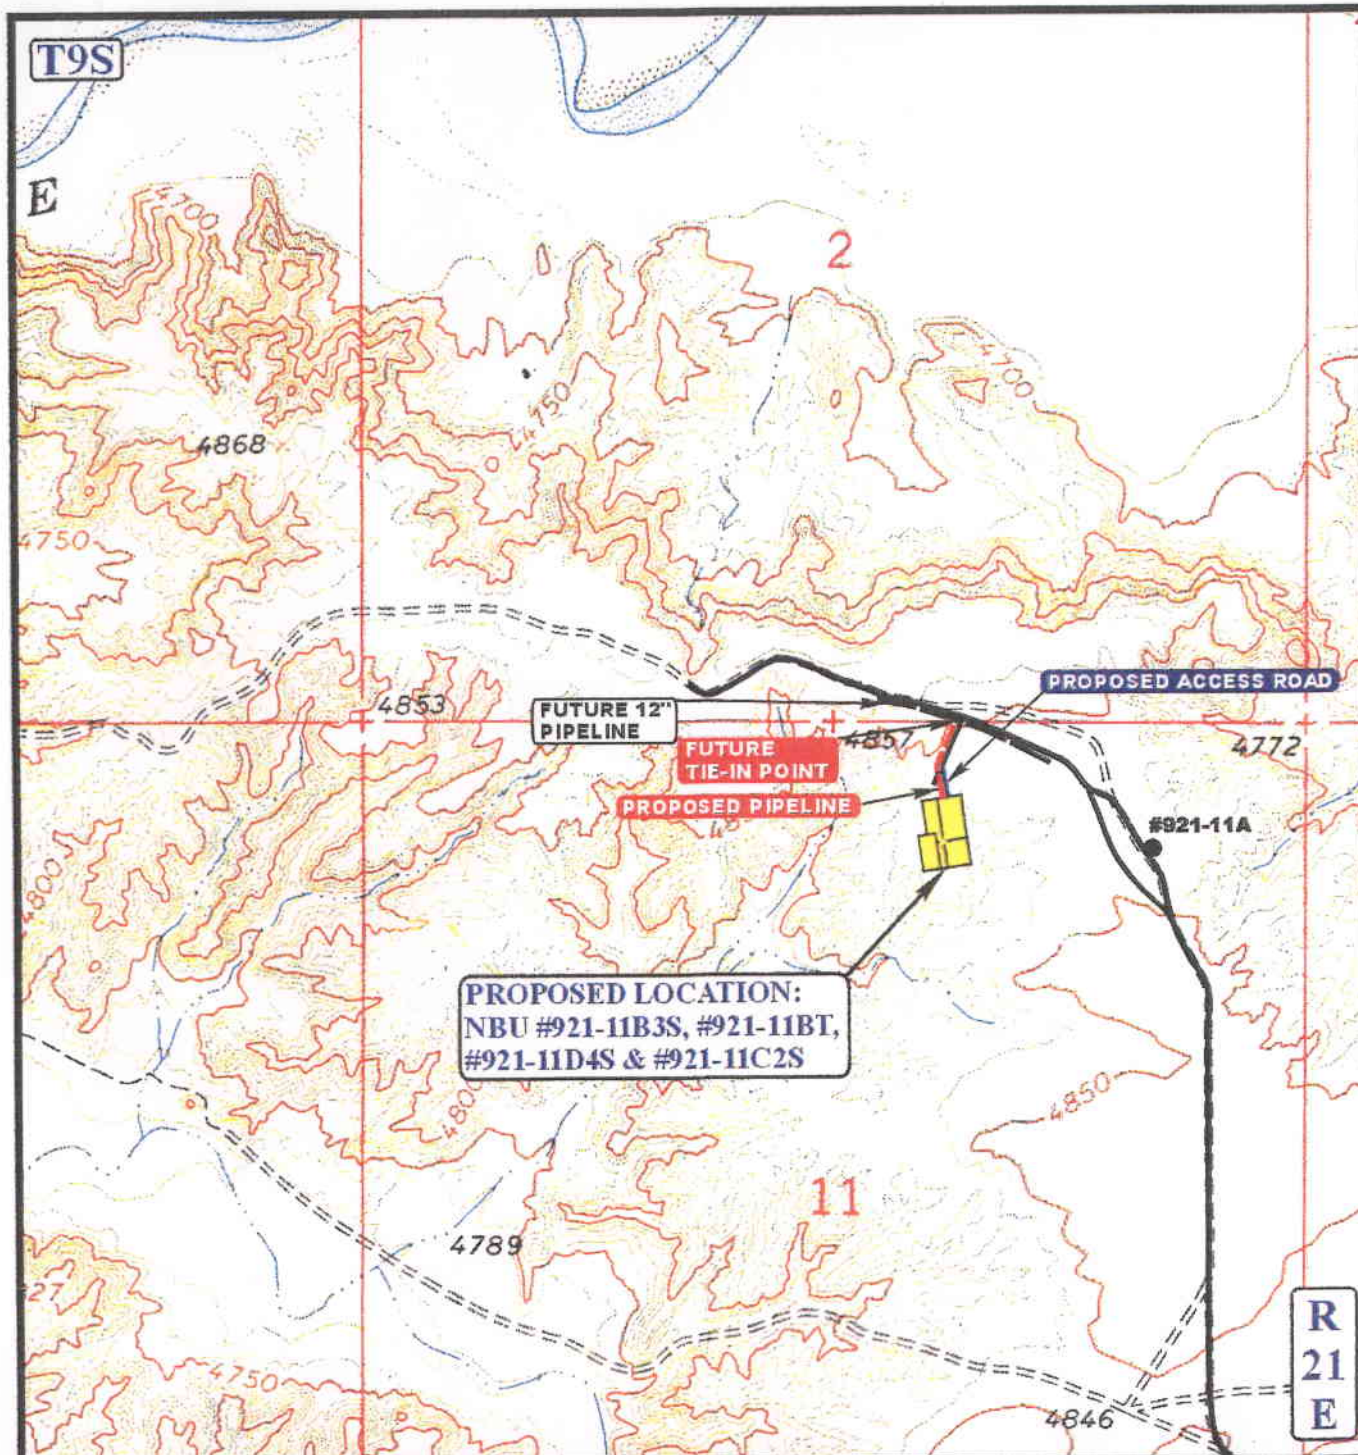 T9S
E
4700
2
4700
4750
4868
4750
PROPOSED ACCESS ROAD
4853
FUTURE 12"
PIPELINE
4857
4772
FUTURE
TIE-IN POINT
PROPOSED PIPELINE
#921-11A
4800
PROPOSED LOCATION:
NBU #921-11B3S, #921-11BT,
#921-11D4S & #921-11C2S
4850
11
4789
27
4750
4846
R
21
E